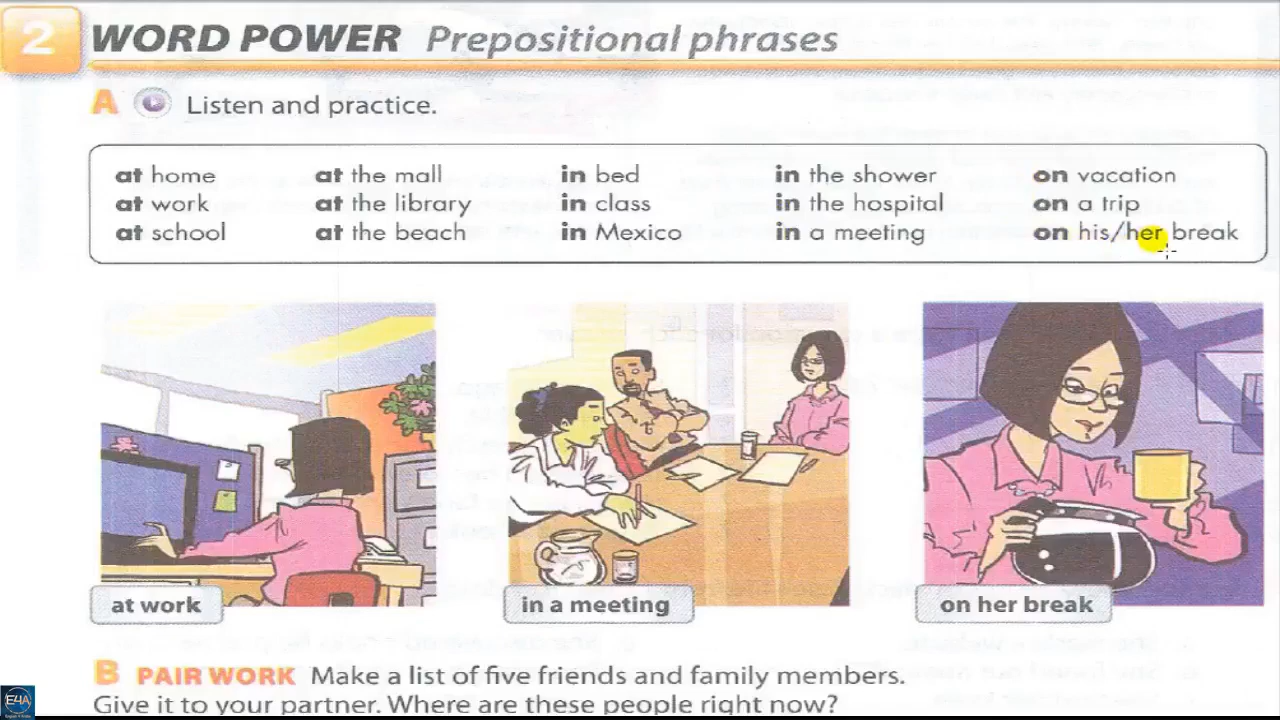 2 WORD POWER Prepositional phrases
A Listen and practice.
at home at the mall in bed in the shower on vacation
at work at the library in class in the hospital on a trip
at school at the beach in Mexico in a meeting on his/her break
at work in a meeting on her break
B PAIR WORK Make a list of five friends and family members.
Give it to your partner. Where are these people right now?
E4A